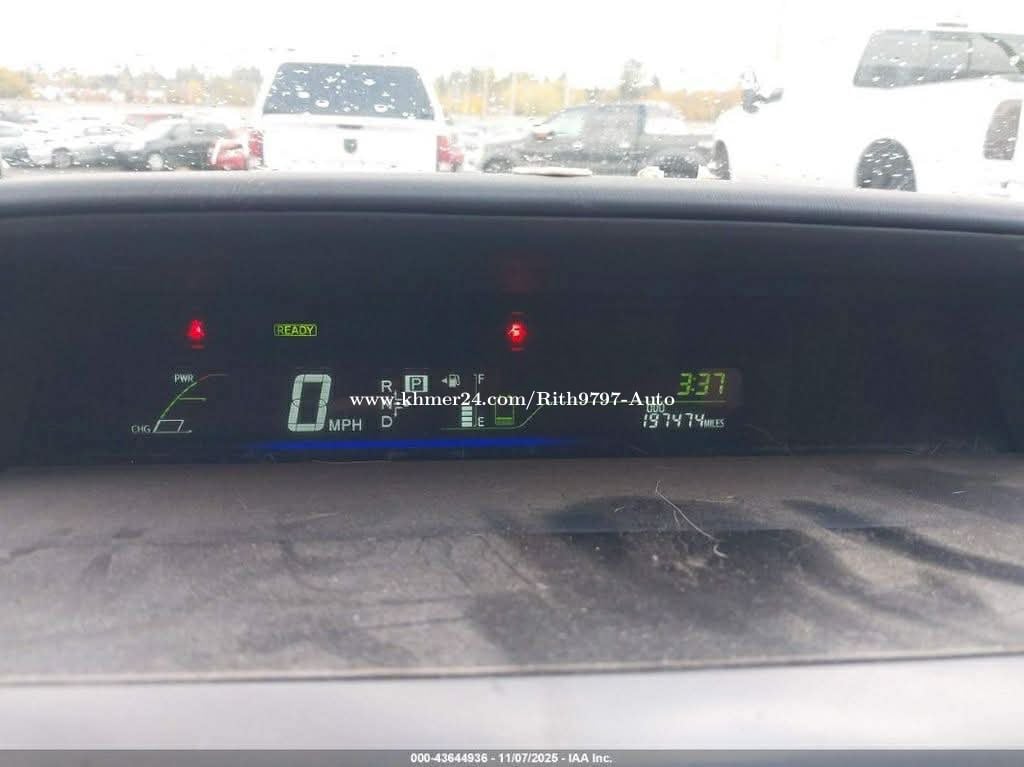 READY
PWR
CHG
0 MPH
R
N
D
P
F
E
3:37
ODO
197474 MILES
www.khmer24.com/Rith9797-Auto
000-43644936 - 11/07/2025 - IAA Inc.